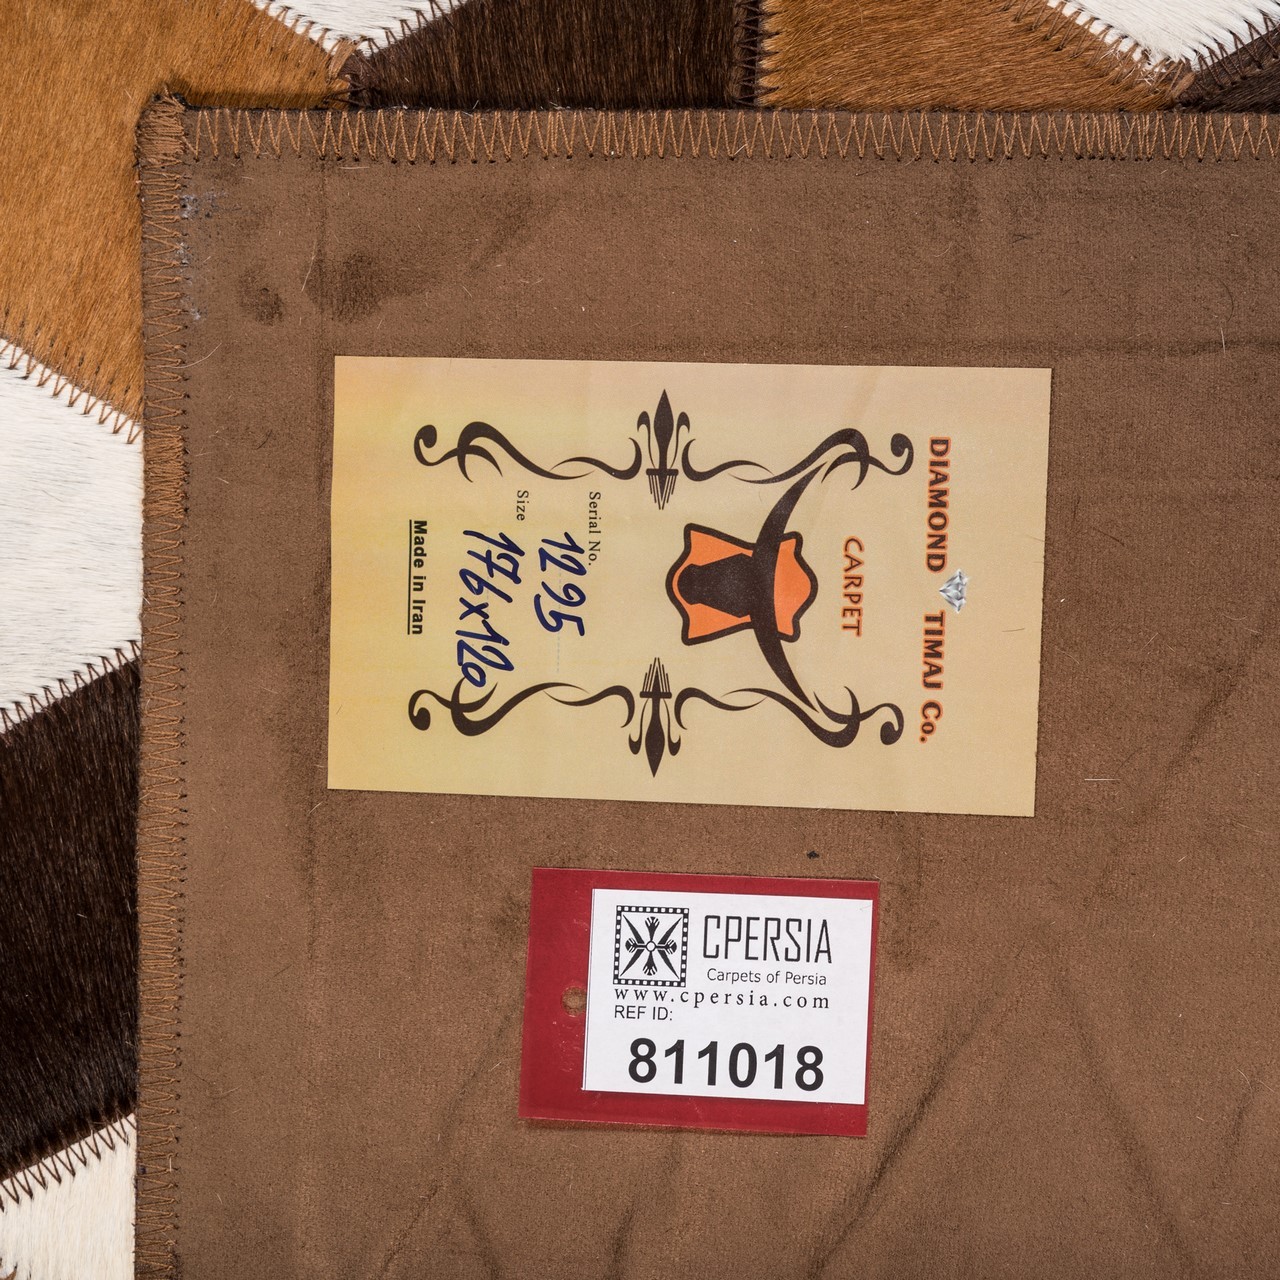 DIAMOND TIMAJ Co.
CARPET
Serial No. 1295
Size 176x120
Made in Iran
CPERSIA
Carpets of Persia
www.cpersia.com
REF ID:
811018